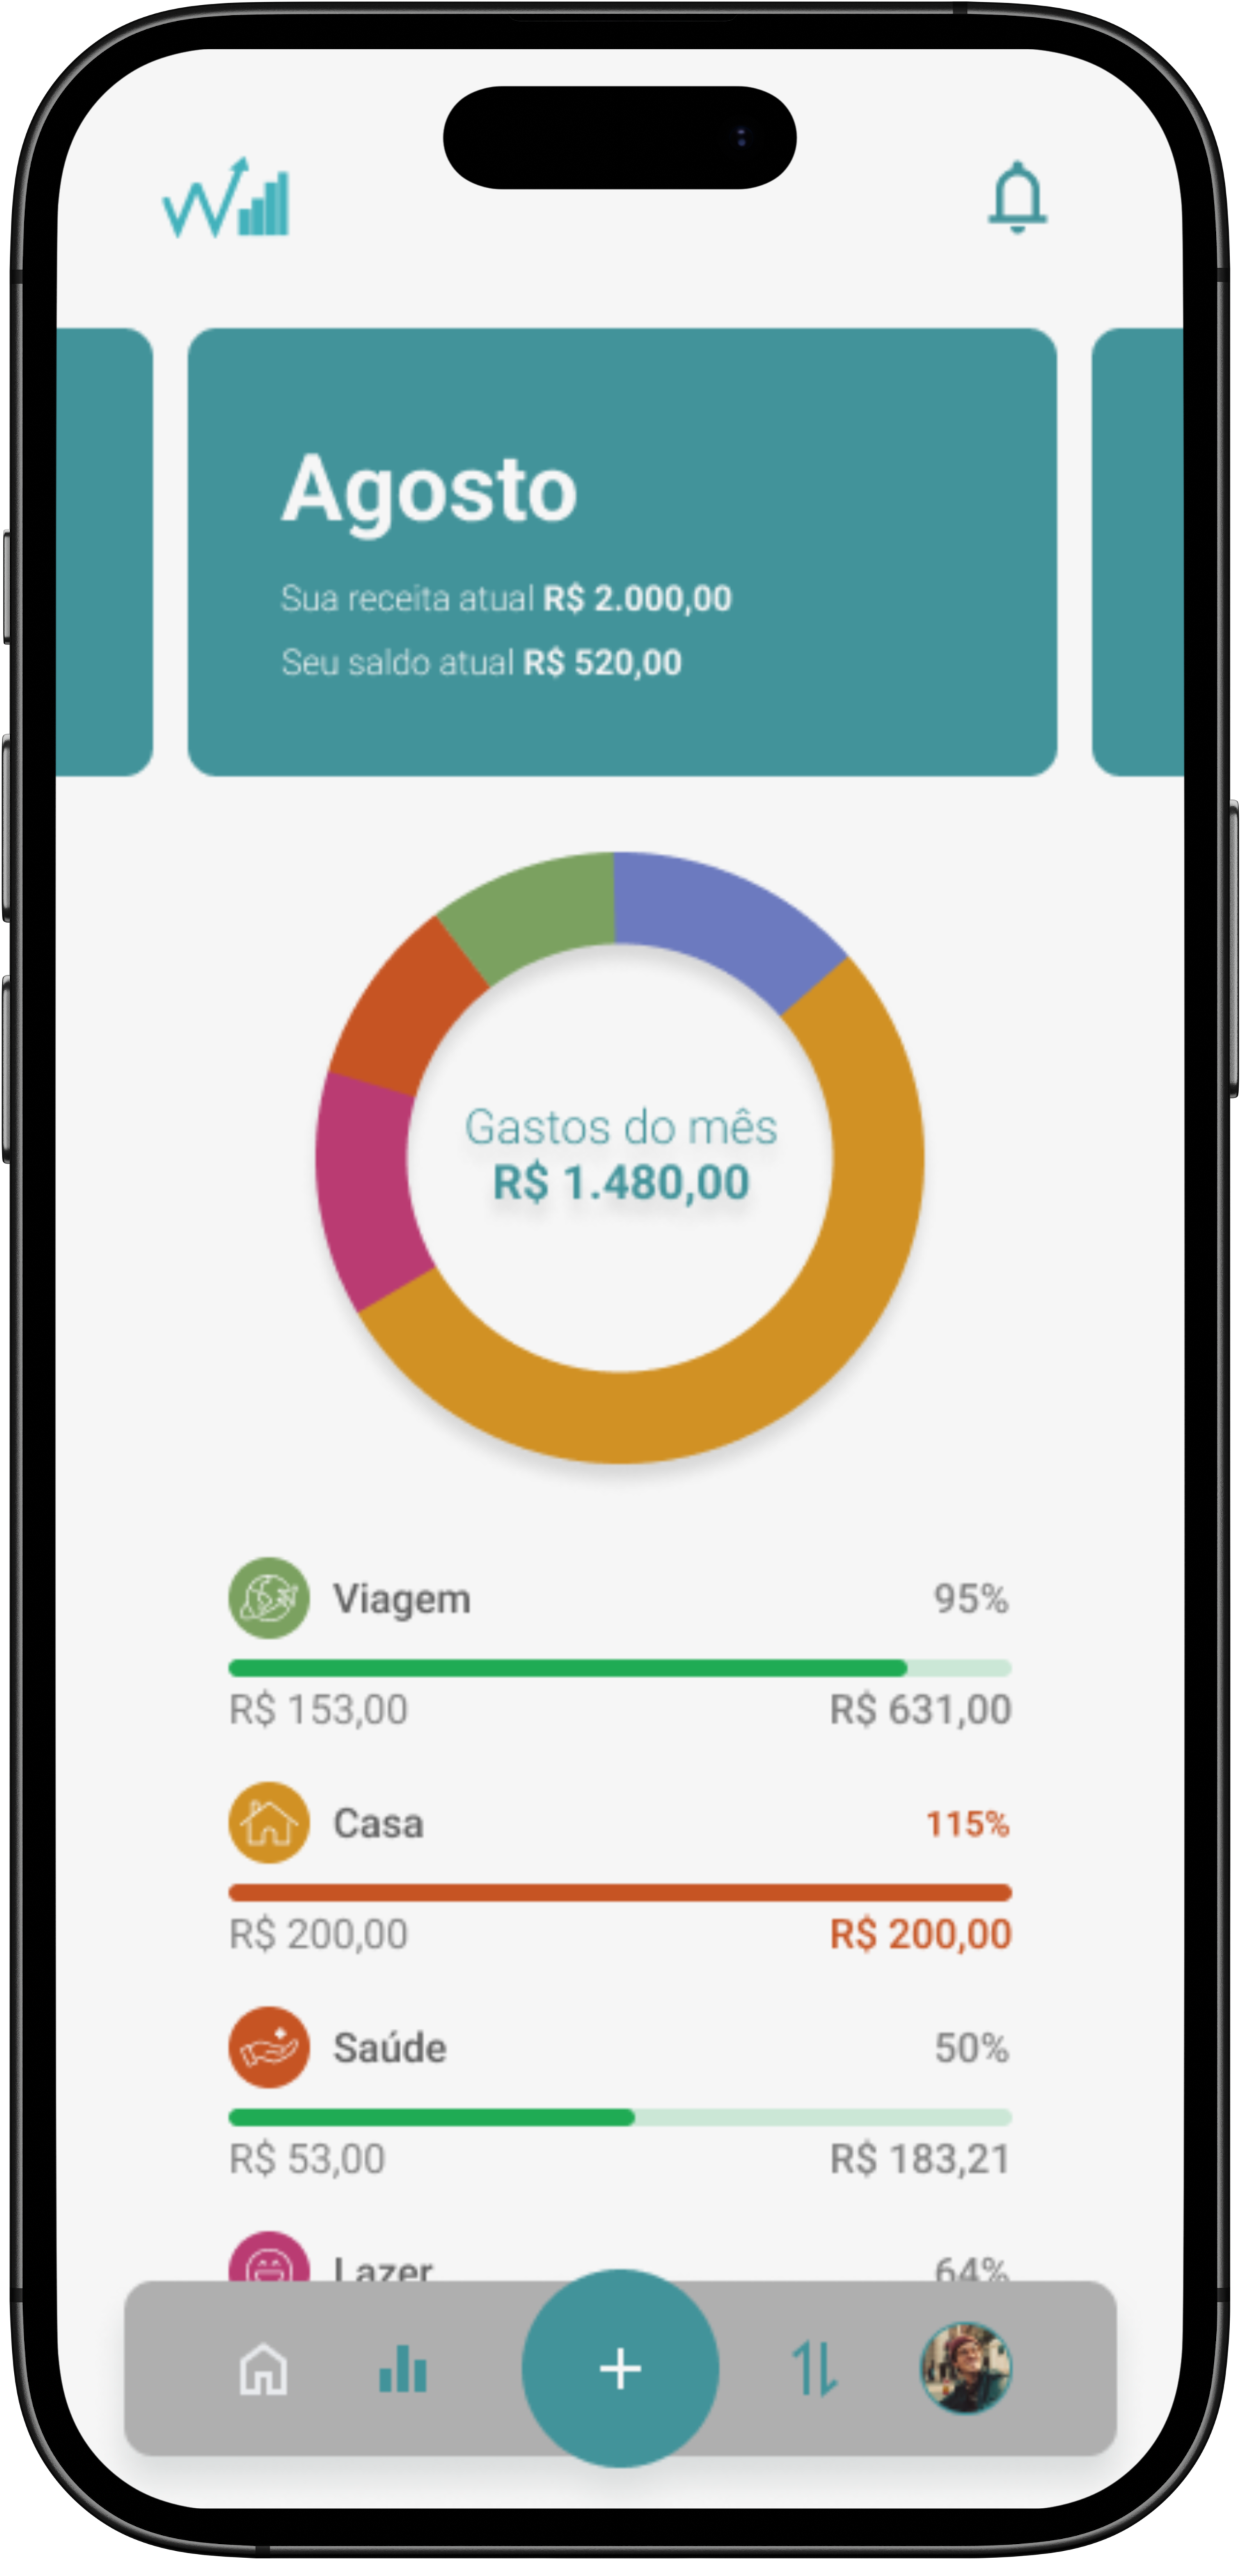 Agosto
Sua receita atual R$ 2.000,00
Seu saldo atual R$ 520,00
Gastos do mês
R$ 1.480,00
Viagem 95%
R$ 153,00 R$ 631,00
Casa 115%
R$ 200,00 R$ 200,00
Saúde 50%
R$ 53,00 R$ 183,21
Lazer 64%